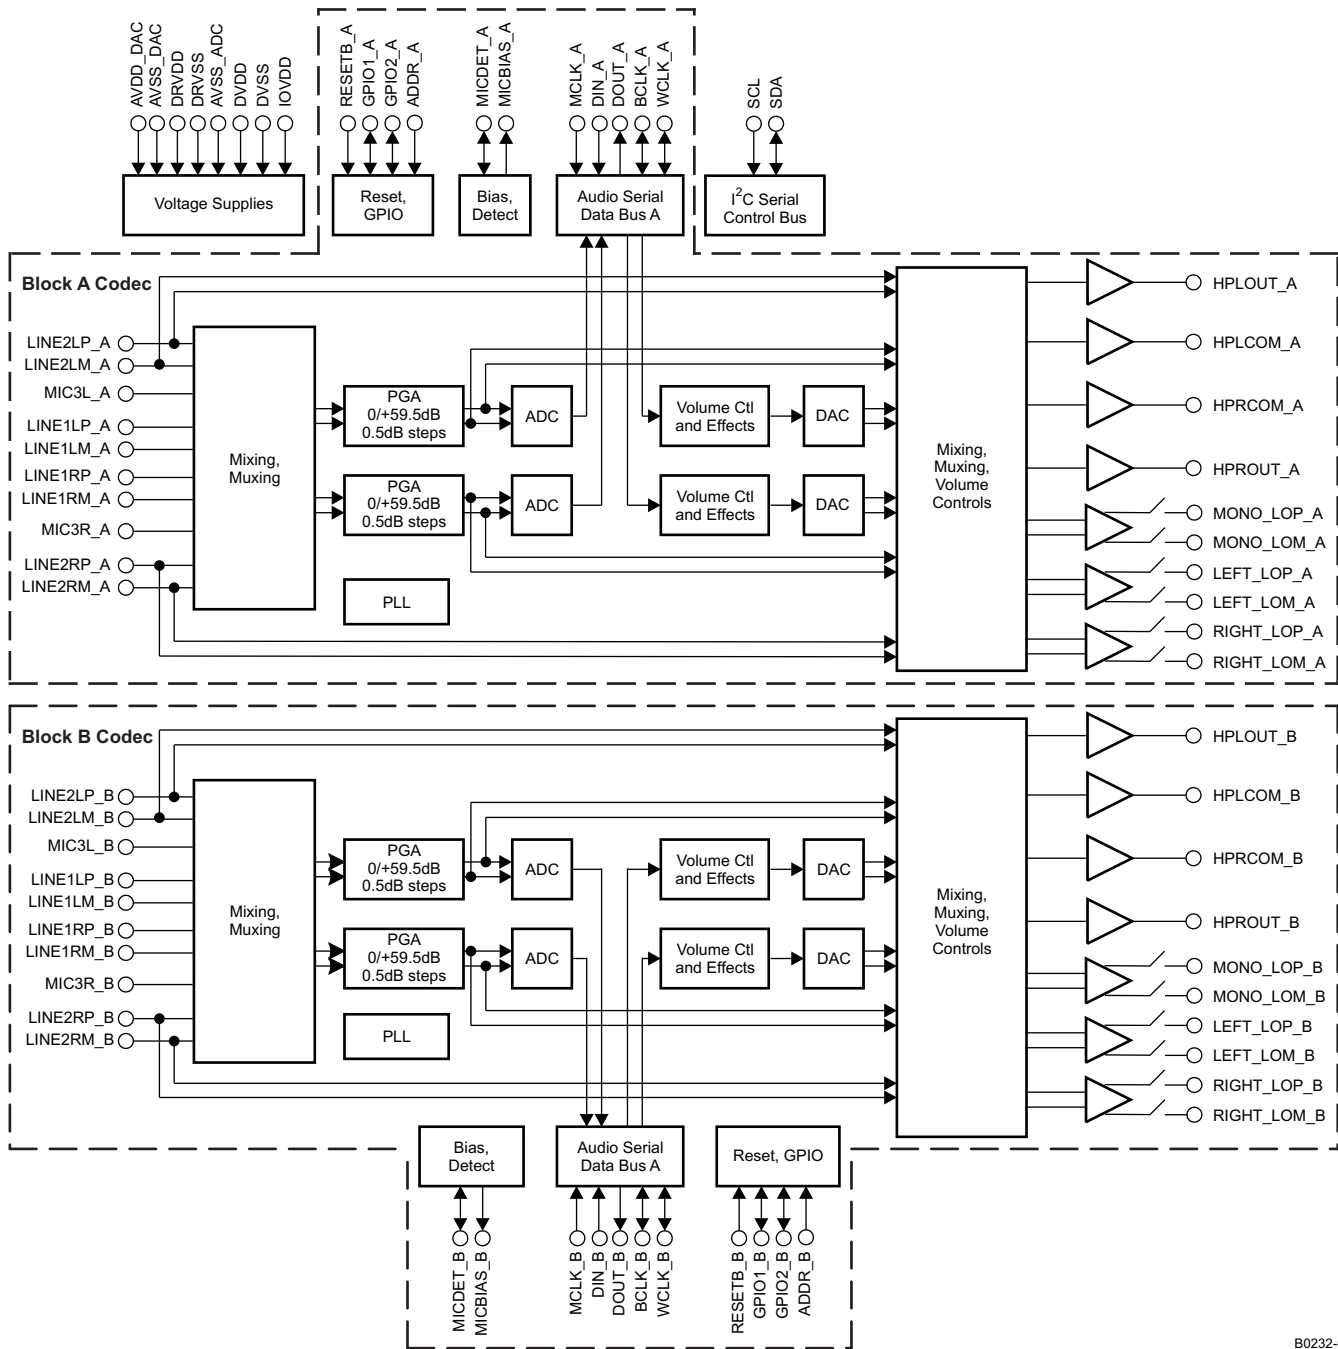 AVDD_DAC
AVSS_DAC
DRVDD
DRVSS
AVSS_ADC
DVDD
DVSS
IOVDD
RESETB_A
GPIO1_A
GPIO2_A
ADDR_A
MICDET_A
MICBIAS_A
MCLK_A
DIN_A
DOUT_A
BCLK_A
WCLK_A
SCL
SDA
Voltage Supplies
Reset,
GPIO
Bias,
Detect
Audio Serial
Data Bus A
I²C Serial
Control Bus
Block A Codec
LINE2LP_A
LINE2LM_A
MIC3L_A
LINE1LP_A
LINE1LM_A
LINE1RP_A
LINE1RM_A
MIC3R_A
LINE2RP_A
LINE2RM_A
Mixing,
Muxing
PGA
0/+59.5dB
0.5dB steps
ADC
Volume Ctl
and Effects
DAC
PGA
0/+59.5dB
0.5dB steps
ADC
Volume Ctl
and Effects
DAC
PLL
Mixing,
Muxing,
Volume
Controls
HPLOUT_A
HPLCOM_A
HPRCOM_A
HPROUT_A
MONO_LOP_A
MONO_LOM_A
LEFT_LOP_A
LEFT_LOM_A
RIGHT_LOP_A
RIGHT_LOM_A
Block B Codec
LINE2LP_B
LINE2LM_B
MIC3L_B
LINE1LP_B
LINE1LM_B
LINE1RP_B
LINE1RM_B
MIC3R_B
LINE2RP_B
LINE2RM_B
Mixing,
Muxing
PGA
0/+59.5dB
0.5dB steps
ADC
Volume Ctl
and Effects
DAC
PGA
0/+59.5dB
0.5dB steps
ADC
Volume Ctl
and Effects
DAC
PLL
Mixing,
Muxing,
Volume
Controls
HPLOUT_B
HPLCOM_B
HPRCOM_B
HPROUT_B
MONO_LOP_B
MONO_LOM_B
LEFT_LOP_B
LEFT_LOM_B
RIGHT_LOP_B
RIGHT_LOM_B
Bias,
Detect
Audio Serial
Data Bus A
Reset, GPIO
MICDET_B
MICBIAS_B
MCLK_B
DIN_B
DOUT_B
BCLK_B
WCLK_B
RESETB_B
GPIO1_B
GPIO2_B
ADDR_B